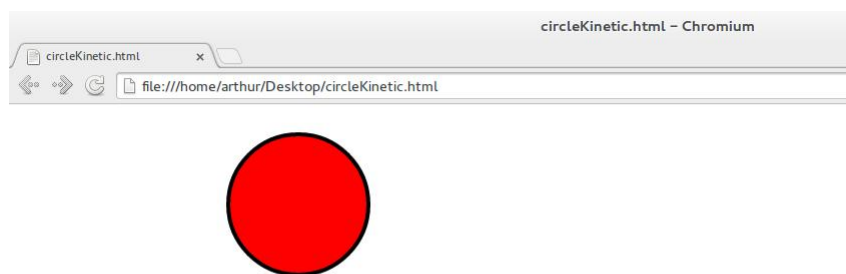 circleKinetic.html - Chromium
circleKinetic.html
file:///home/arthur/Desktop/circleKinetic.html